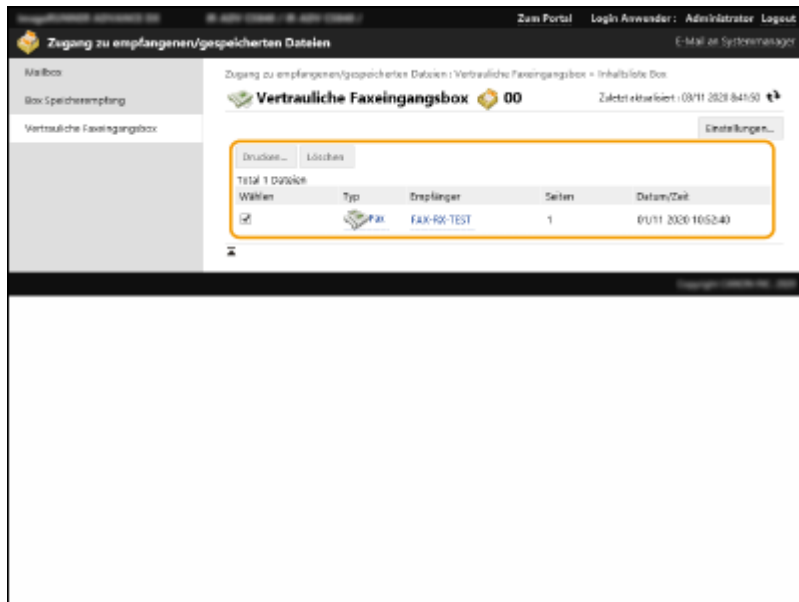 Zum Portal Login Anwender: Administrator Logout
Zugang zu empfangenen/gespeicherten Dateien
E-Mail an Systemmanager
Mailbox
Box Speicherempfang
Vertrauliche Faxeingangsbox
Zugang zu empfangenen/gespeicherten Dateien : Vertrauliche Faxeingangsbox > Inhaltsliste Box
Vertrauliche Faxeingangsbox 00
Zuletzt aktualisiert : 03/11 2020 8:41:50
Einstellungen...
Drucken... Löschen
Total 1 Dateien
Wählen Typ Empfänger Seiten Datum/Zeit
Fax FAX-RX-TEST 1 01/11 2020 10:52:40